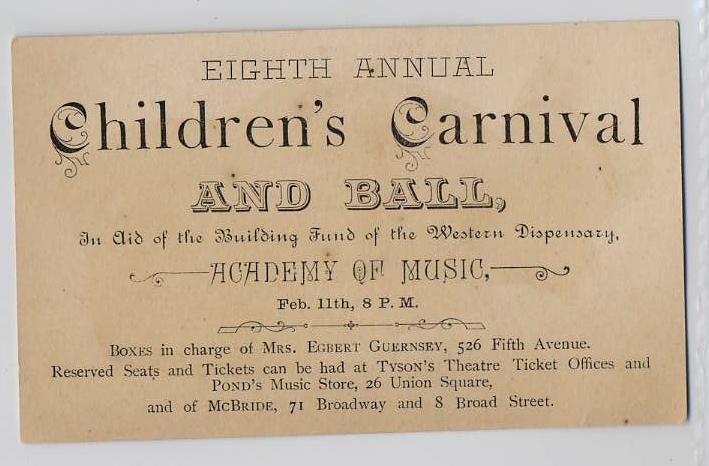 EIGHTH ANNUAL
Children's Carnival
AND BALL,
In Aid of the Building Fund of the Western Dispensary,
ACADEMY OF MUSIC,
Feb. 11th, 8 P. M.
BOXES in charge of MRS. EGBERT GUERNSEY, 526 Fifth Avenue.
Reserved Seats and Tickets can be had at TYSON'S Theatre Ticket Offices and
POND'S Music Store, 26 Union Square,
and of MCBRIDE, 71 Broadway and 8 Broad Street.